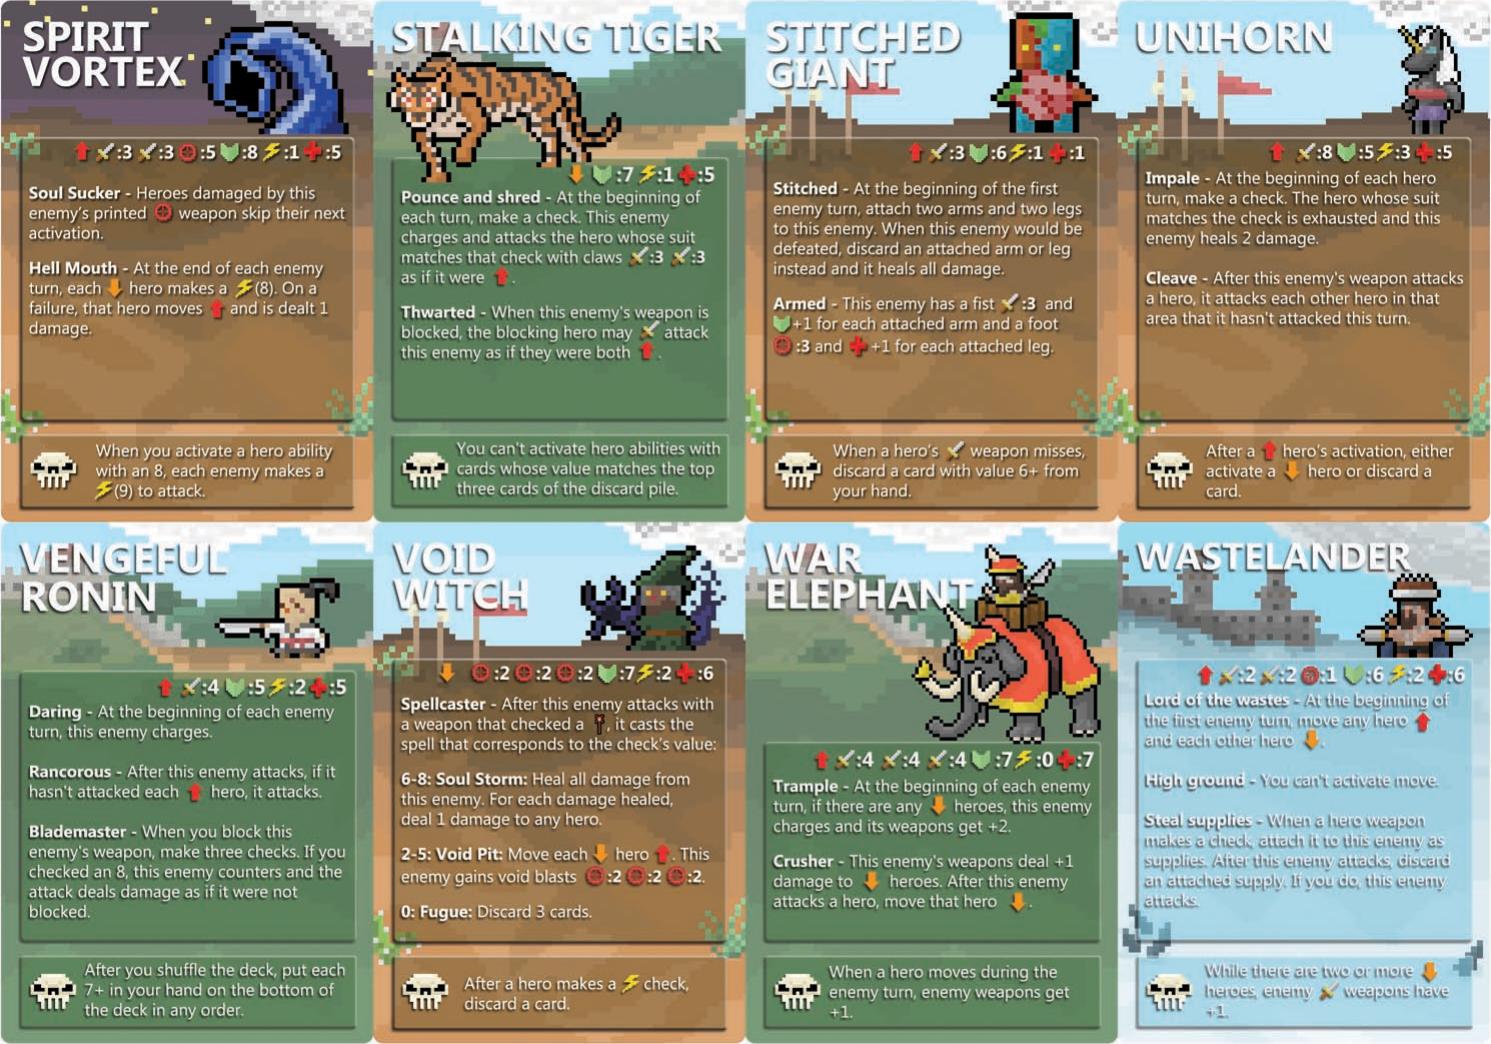 SPIRIT
VORTEX
:3 :3 :5 :8 :1 :5
Soul Sucker - Heroes damaged by this
enemy's printed weapon skip their next
activation.
Hell Mouth - At the end of each enemy
turn, each hero makes a (8). On a
failure, that hero moves and is dealt 1
damage.
When you activate a hero ability
with an 8, each enemy makes a
(9) to attack.
STALKING TIGER
:7 :1 :5
Pounce and shred - At the beginning of
each turn, make a check. This enemy
charges and attacks the hero whose suit
matches that check with claws :3 :3
as if it were .
Thwarted - When this enemy's weapon is
blocked, the blocking hero may attack
this enemy as if they were both .
You can't activate hero abilities with
cards whose value matches the top
three cards of the discard pile.
STITCHED
GIANT
:3 :6 :1 :1
Stitched - At the beginning of the first
enemy turn, attach two arms and two legs
to this enemy. When this enemy would be
defeated, discard an attached arm or leg
instead and it heals all damage.
Armed - This enemy has a fist :3 and
+1 for each attached arm and a foot
:3 and +1 for each attached leg.
When a hero's weapon misses,
discard a card with value 6+ from
your hand.
UNIHORN
:8 :5 :3 :5
Impale - At the beginning of each hero
turn, make a check. The hero whose suit
matches the check is exhausted and this
enemy heals 2 damage.
Cleave - After this enemy's weapon attacks
a hero, it attacks each other hero in that
area that it hasn't attacked this turn.
After a hero's activation, either
activate a hero or discard a
card.
VENGEFUL
RONIN
:4 :5 :2 :5
Daring - At the beginning of each enemy
turn, this enemy charges.
Rancorous - After this enemy attacks, if it
hasn't attacked each hero, it attacks.
Blademaster - When you block this
enemy's weapon, make three checks. If you
checked an 8, this enemy counters and the
attack deals damage as if it were not
blocked.
After you shuffle the deck, put each
7+ in your hand on the bottom of
the deck in any order.
VOID
WITCH
:2 :2 :2 :7 :2 :6
Spellcaster - After this enemy attacks with
a weapon that checked a , it casts the
spell that corresponds to the check's value:
6-8: Soul Storm: Heal all damage from
this enemy. For each damage healed,
deal 1 damage to any hero.
2-5: Void Pit: Move each hero . This
enemy gains void blasts :2 :2 :2.
0: Fugue: Discard 3 cards.
After a hero makes a check,
discard a card.
WAR
ELEPHANT
:4 :4 :4 :7 :0 :7
Trample - At the beginning of each enemy
turn, if there are any heroes, this enemy
charges and its weapons get +2.
Crusher - This enemy's weapons deal +1
damage to heroes. After this enemy
attacks a hero, move that hero .
When a hero moves during the
enemy turn, enemy weapons get
+1.
WASTELANDER
:2 :2 :1 :6 :2 :6
Lord of the wastes - At the beginning of
the first enemy turn, move any hero
and each other hero .
High ground - You can't activate move.
Steal supplies - When a hero weapon
makes a check, attach it to this enemy as
supplies. After this enemy attacks, discard
an attached supply. If you do, this enemy
attacks.
While there are two or more
heroes, enemy weapons have
+1.